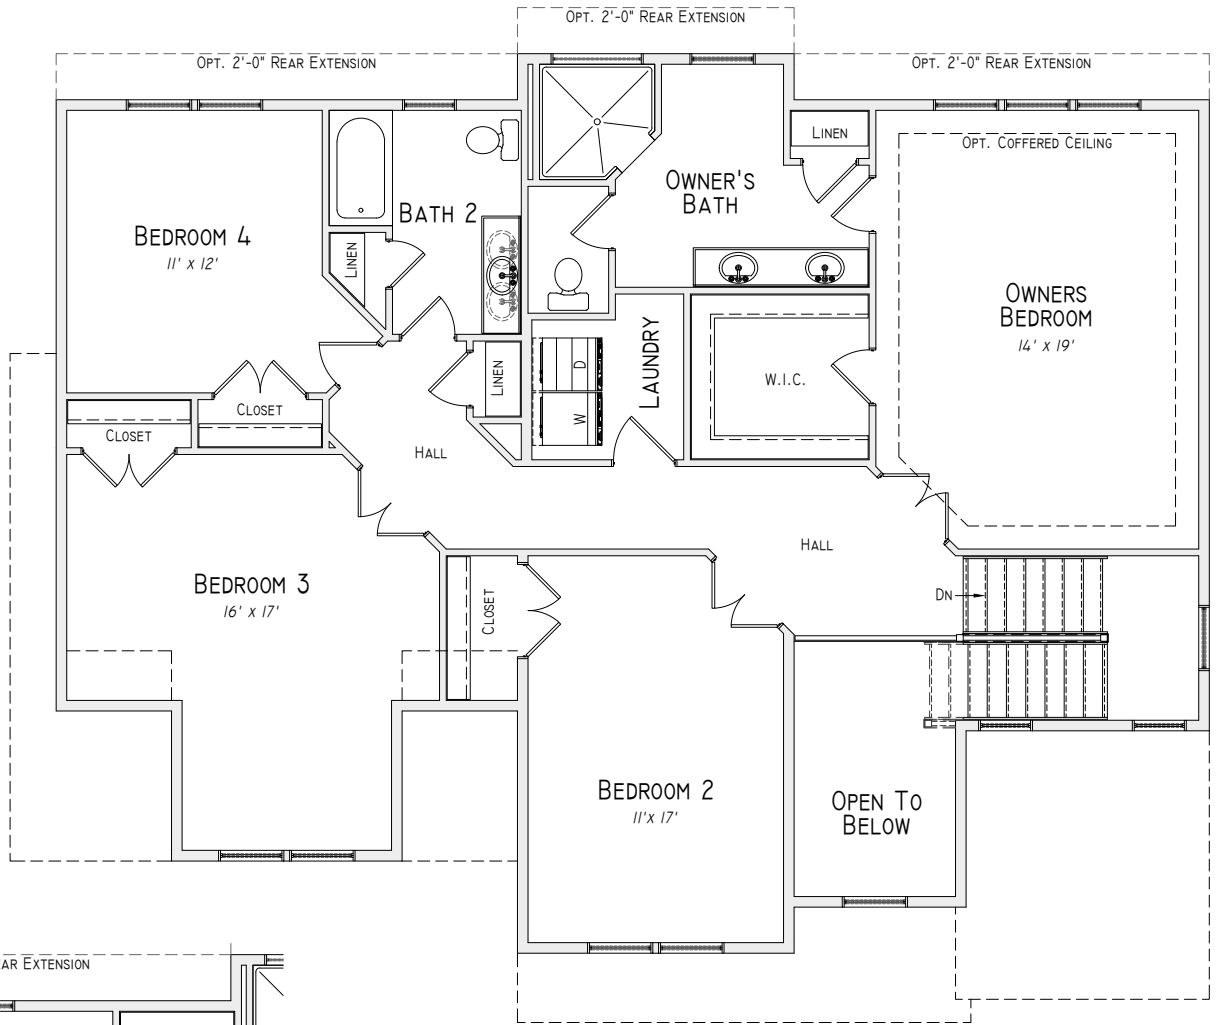 OPT. 2'-0" REAR EXTENSION
OPT. 2'-0" REAR EXTENSION
OPT. 2'-0" REAR EXTENSION
LINEN
OPT. COFFERED CEILING
OWNER'S
BATH
BATH 2
BEDROOM 4
11' X 12'
LINEN
OWNERS
BEDROOM
14' X 19'
LAUNDRY
D
W
W.I.C.
LINEN
CLOSET
CLOSET
HALL
HALL
BEDROOM 3
16' X 17'
CLOSET
DN
BEDROOM 2
11'X 17'
OPEN TO
BELOW
AR EXTENSION